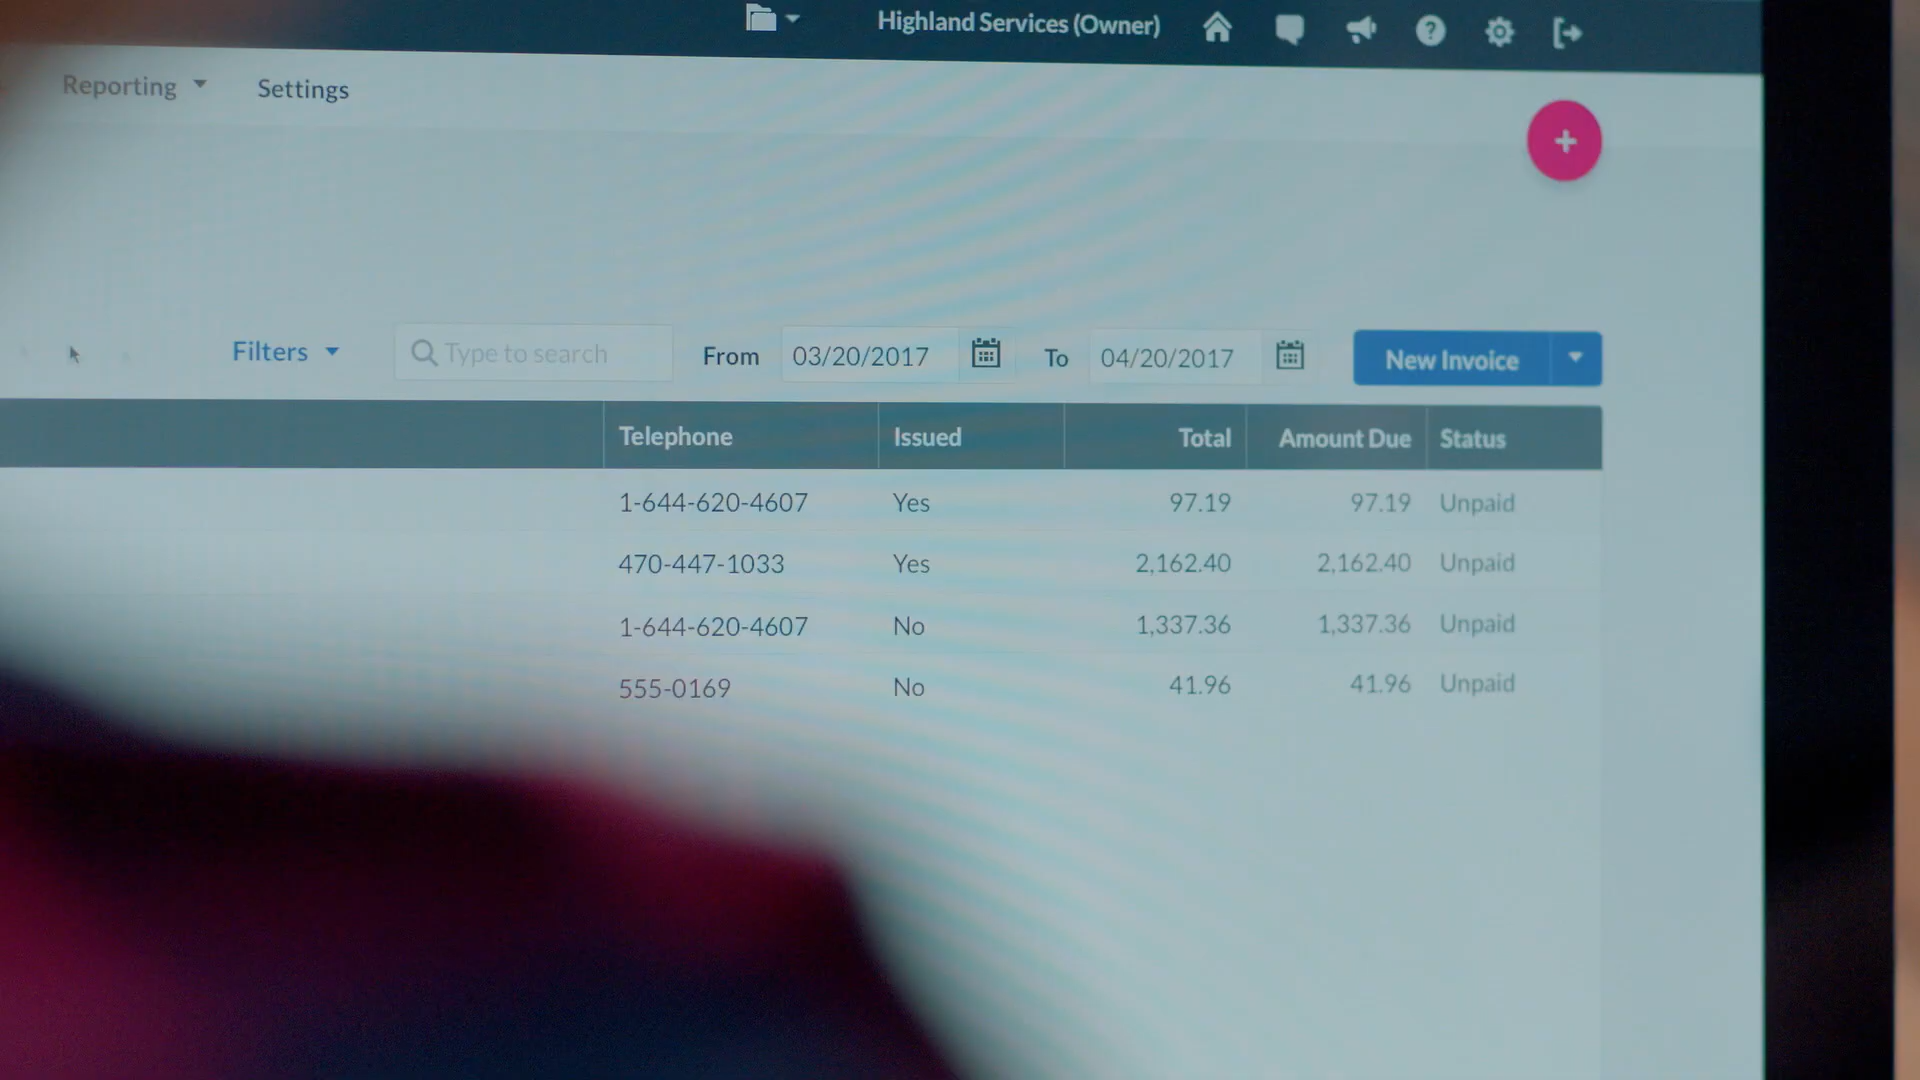 Highland Services (Owner)
Reporting Settings
+
Filters Type to search From 03/20/2017 To 04/20/2017 New Invoice
Telephone Issued Total Amount Due Status
1-644-620-4607 Yes 97.19 97.19 Unpaid
470-447-1033 Yes 2,162.40 2,162.40 Unpaid
1-644-620-4607 No 1,337.36 1,337.36 Unpaid
555-0169 No 41.96 41.96 Unpaid